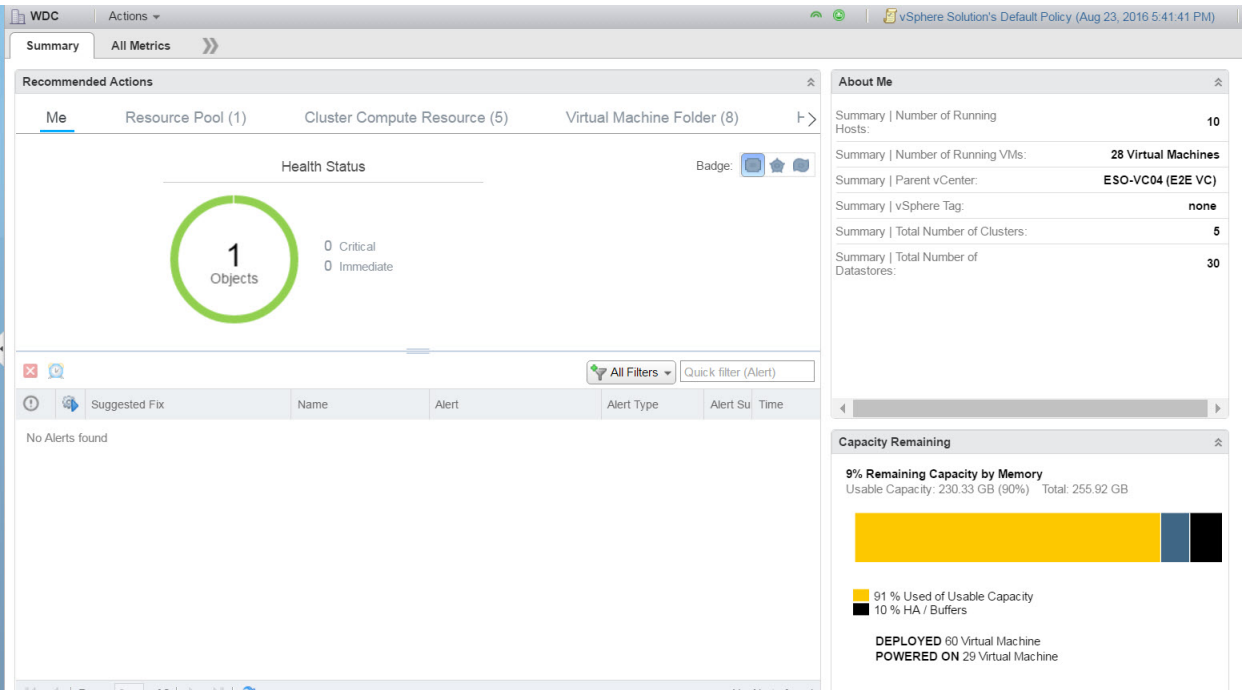 WDC
Actions
vSphere Solution's Default Policy (Aug 23, 2016 5:41:41 PM)
Summary
All Metrics
Recommended Actions
Me
Resource Pool (1)
Cluster Compute Resource (5)
Virtual Machine Folder (8)
Health Status
Badge:
1
Objects
0 Critical
0 Immediate
All Filters
Quick filter (Alert)
Suggested Fix
Name
Alert
Alert Type
Alert Su
Time
No Alerts found
About Me
Summary | Number of Running
Hosts:
10
Summary | Number of Running VMs:
28 Virtual Machines
Summary | Parent vCenter:
ESO-VC04 (E2E VC)
Summary | vSphere Tag:
none
Summary | Total Number of Clusters:
5
Summary | Total Number of
Datastores:
30
Capacity Remaining
9% Remaining Capacity by Memory
Usable Capacity: 230.33 GB (90%) Total: 255.92 GB
91 % Used of Usable Capacity
10 % HA / Buffers
DEPLOYED 60 Virtual Machine
POWERED ON 29 Virtual Machine